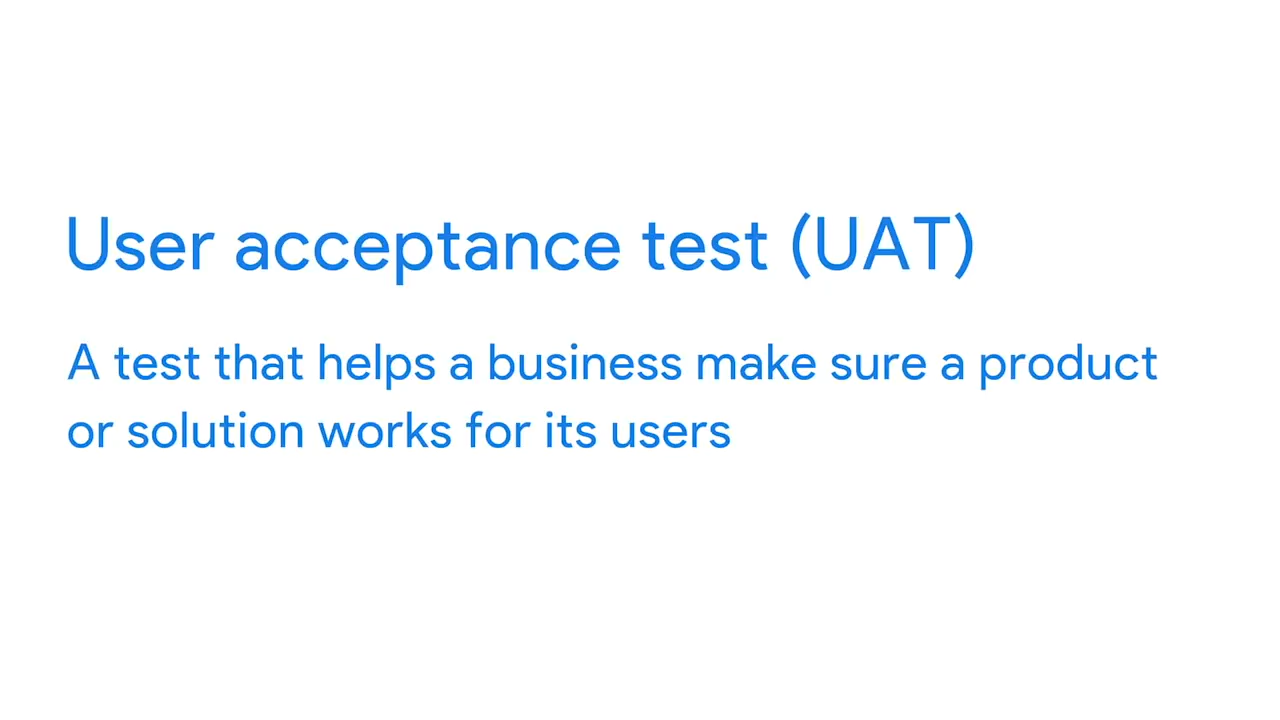 User acceptance test (UAT)
A test that helps a business make sure a product
or solution works for its users